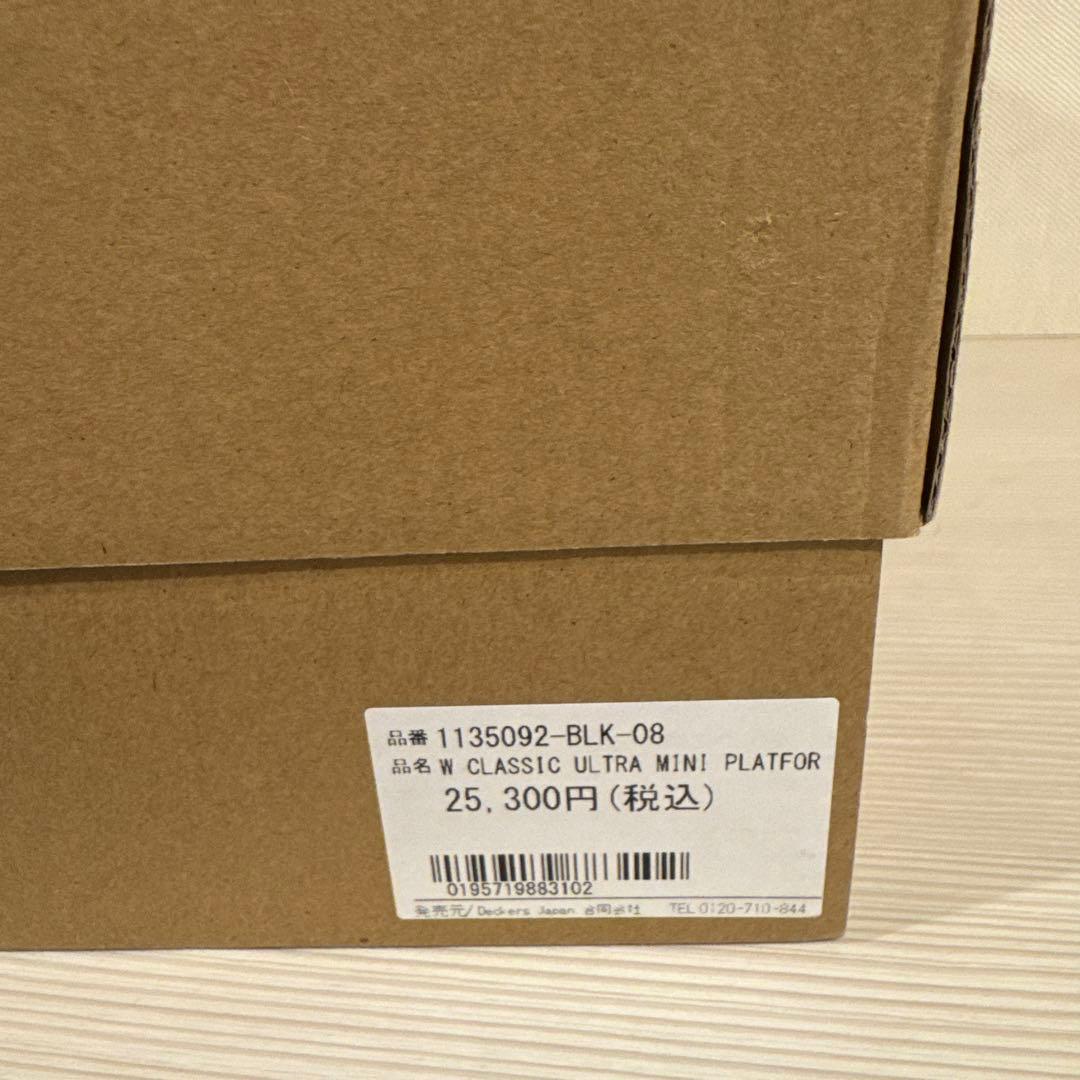 品番 1135092-BLK-08
品名 W CLASSIC ULTRA MINI PLATFOR
25,300円(税込)
0195719883102
発売元/Deckers Japan 合同会社 TEL 0120-710-844